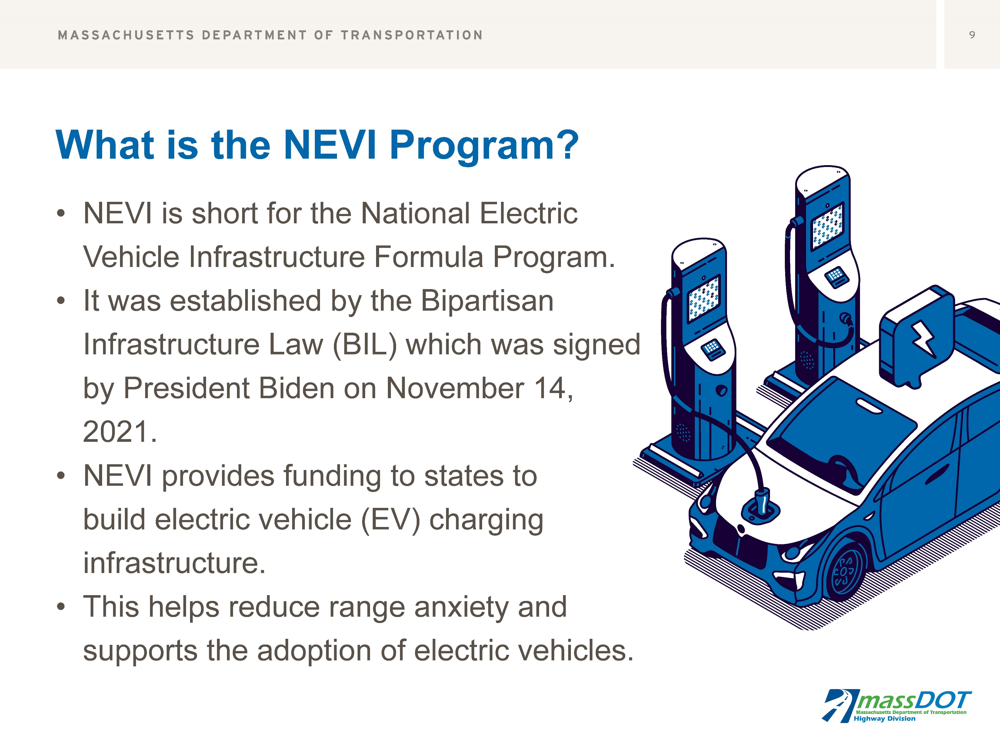 MASSACHUSETTS DEPARTMENT OF TRANSPORTATION
9
What is the NEVI Program?
• NEVI is short for the National Electric
Vehicle Infrastructure Formula Program.
• It was established by the Bipartisan
Infrastructure Law (BIL) which was signed
by President Biden on November 14,
2021.
• NEVI provides funding to states to
build electric vehicle (EV) charging
infrastructure.
• This helps reduce range anxiety and
supports the adoption of electric vehicles.
massDOT
Massachusetts Department of Transportation
Highway Division